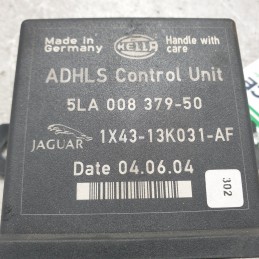 Made in
Germany
HELLA
Handle with
care
ADHLS Control Unit
5LA 008 379-50
JAGUAR
1X43-13K031-AF
Date 04.06.04
302